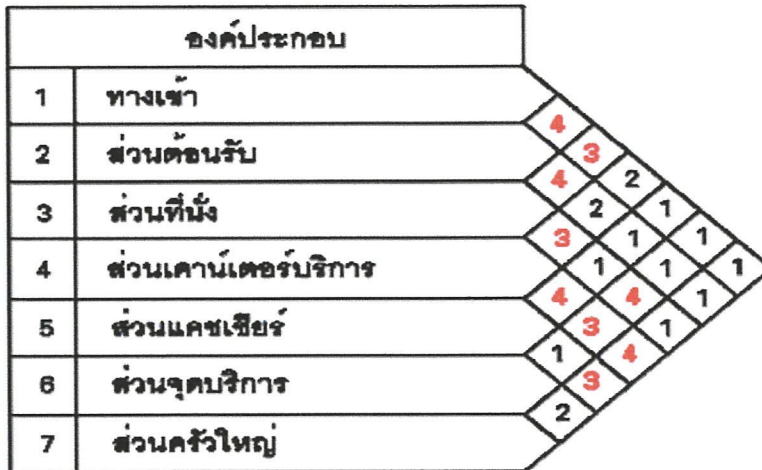 องค์ประกอบ
1 ทางเข้า
4
2 ส่วนต้อนรับ 3
4 2
3 ส่วนที่นั่ง 2 1
3 1 1
4 ส่วนเคาน์เตอร์บริการ 1 1 1
4 4 1
5 ส่วนแคชเชียร์ 3 1
1 4
6 ส่วนจุดบริการ 3
2
7 ส่วนครัวใหญ่